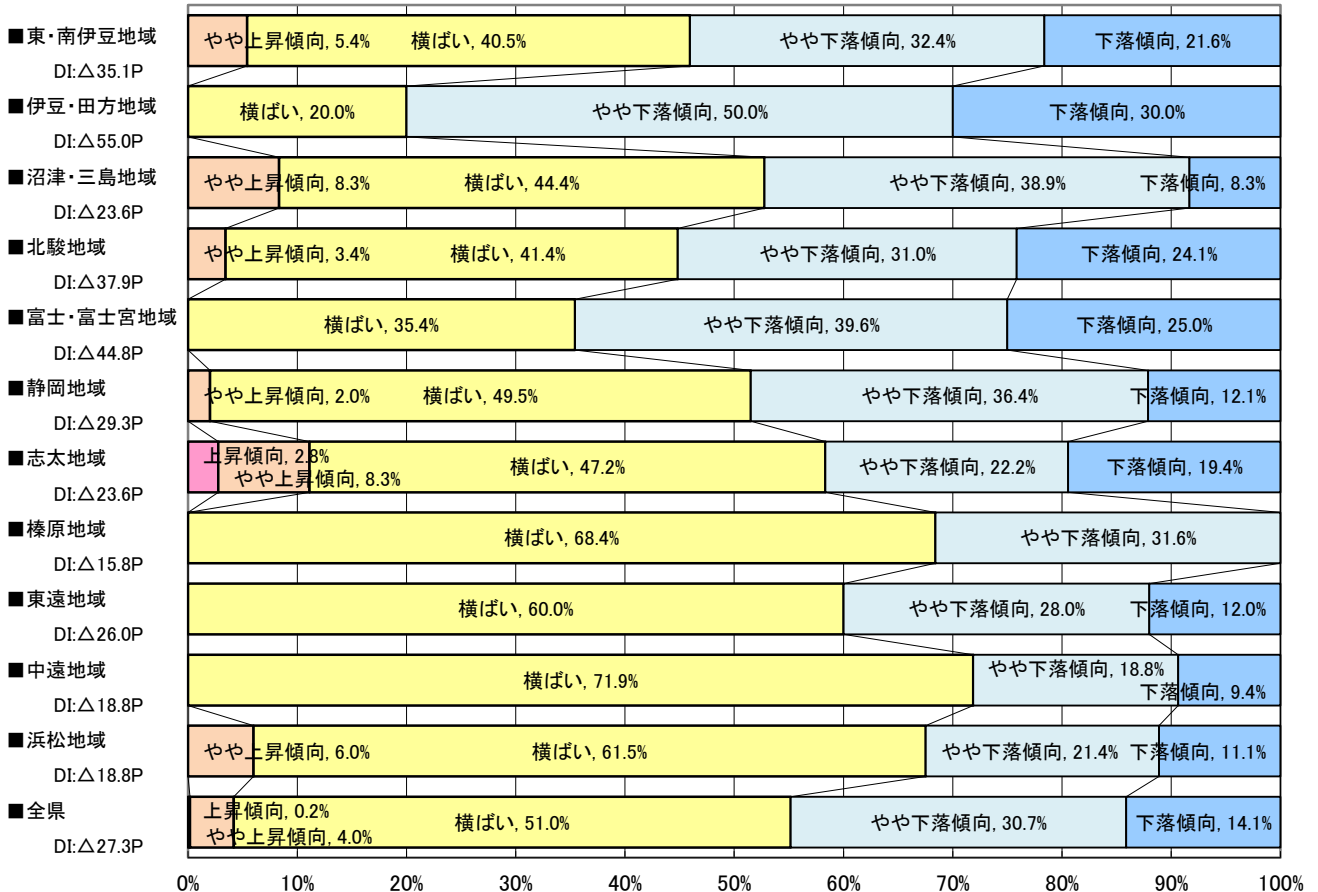 ■東・南伊豆地域
DI:△35.1P
やや上昇傾向, 5.4% 横ばい, 40.5% やや下落傾向, 32.4% 下落傾向, 21.6%
■伊豆・田方地域
DI:△55.0P
横ばい, 20.0% やや下落傾向, 50.0% 下落傾向, 30.0%
■沼津・三島地域
DI:△23.6P
やや上昇傾向, 8.3% 横ばい, 44.4% やや下落傾向, 38.9% 下落傾向, 8.3%
■北駿地域
DI:△37.9P
やや上昇傾向, 3.4% 横ばい, 41.4% やや下落傾向, 31.0% 下落傾向, 24.1%
■富士・富士宮地域
DI:△44.8P
横ばい, 35.4% やや下落傾向, 39.6% 下落傾向, 25.0%
■静岡地域
DI:△29.3P
やや上昇傾向, 2.0% 横ばい, 49.5% やや下落傾向, 36.4% 下落傾向, 12.1%
■志太地域
DI:△23.6P
上昇傾向, 2.8%
やや上昇傾向, 8.3%
横ばい, 47.2% やや下落傾向, 22.2% 下落傾向, 19.4%
■榛原地域
DI:△15.8P
横ばい, 68.4% やや下落傾向, 31.6%
■東遠地域
DI:△26.0P
横ばい, 60.0% やや下落傾向, 28.0% 下落傾向, 12.0%
■中遠地域
DI:△18.8P
横ばい, 71.9% やや下落傾向, 18.8%
下落傾向, 9.4%
■浜松地域
DI:△18.8P
やや上昇傾向, 6.0% 横ばい, 61.5% やや下落傾向, 21.4% 下落傾向, 11.1%
■全県
DI:△27.3P
上昇傾向, 0.2%
やや上昇傾向, 4.0%
横ばい, 51.0% やや下落傾向, 30.7% 下落傾向, 14.1%
0% 10% 20% 30% 40% 50% 60% 70% 80% 90% 100%